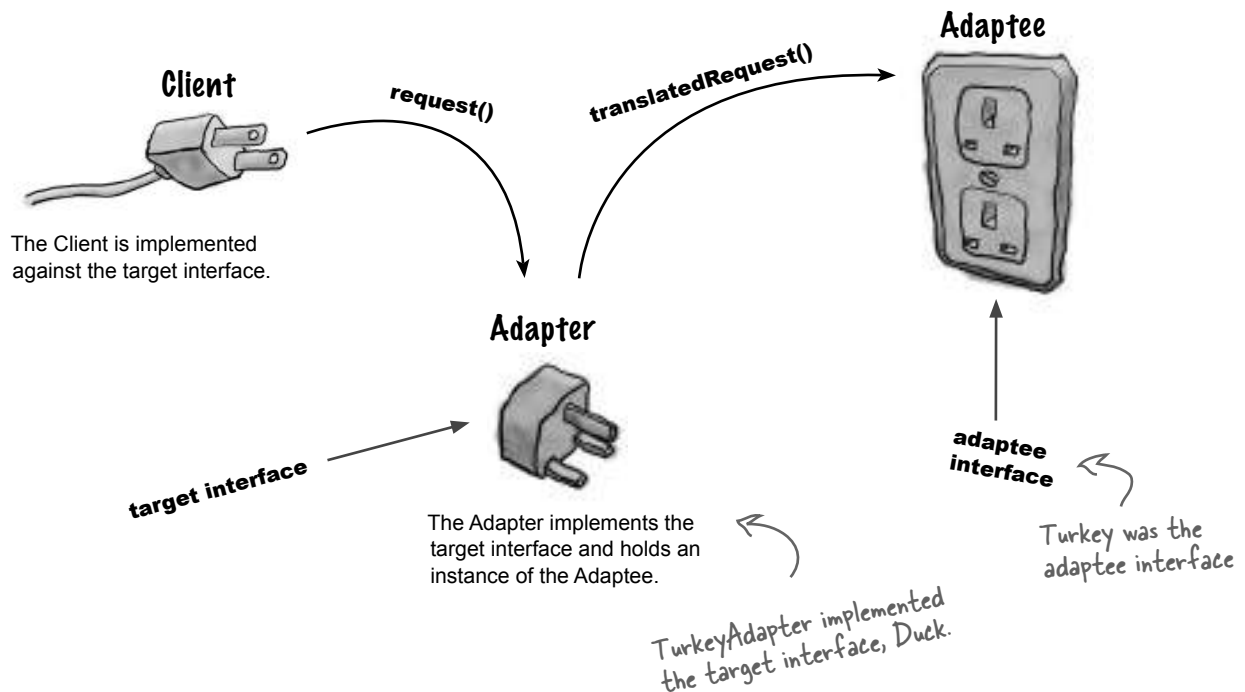 Client
request()
translatedRequest()
Adaptee
The Client is implemented
against the target interface.
Adapter
target interface
The Adapter implements the
target interface and holds an
instance of the Adaptee.
adaptee
interface
Turkey was the
adaptee interface
TurkeyAdapter implemented
the target interface, Duck.